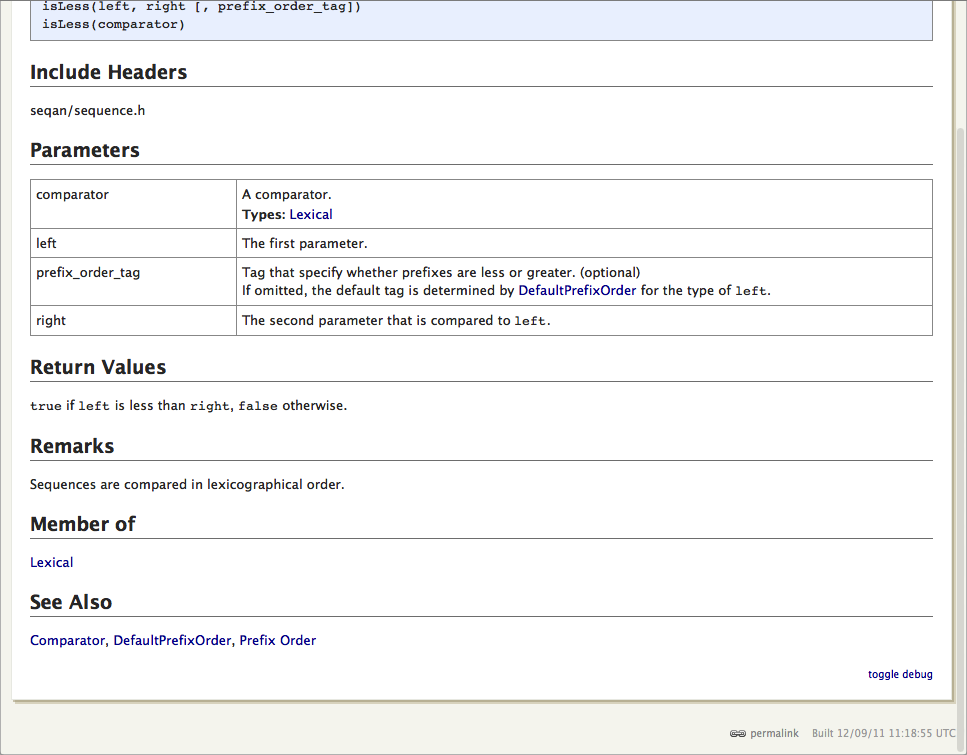 isLess(left, right [, prefix_order_tag])
isLess(comparator)
Include Headers
seqan/sequence.h
Parameters
comparator
A comparator.
Types: Lexical
left
The first parameter.
prefix_order_tag
Tag that specify whether prefixes are less or greater. (optional)
If omitted, the default tag is determined by DefaultPrefixOrder for the type of left.
right
The second parameter that is compared to left.
Return Values
true if left is less than right, false otherwise.
Remarks
Sequences are compared in lexicographical order.
Member of
Lexical
See Also
Comparator, DefaultPrefixOrder, Prefix Order
toggle debug
permalink Built 12/09/11 11:18:55 UTC